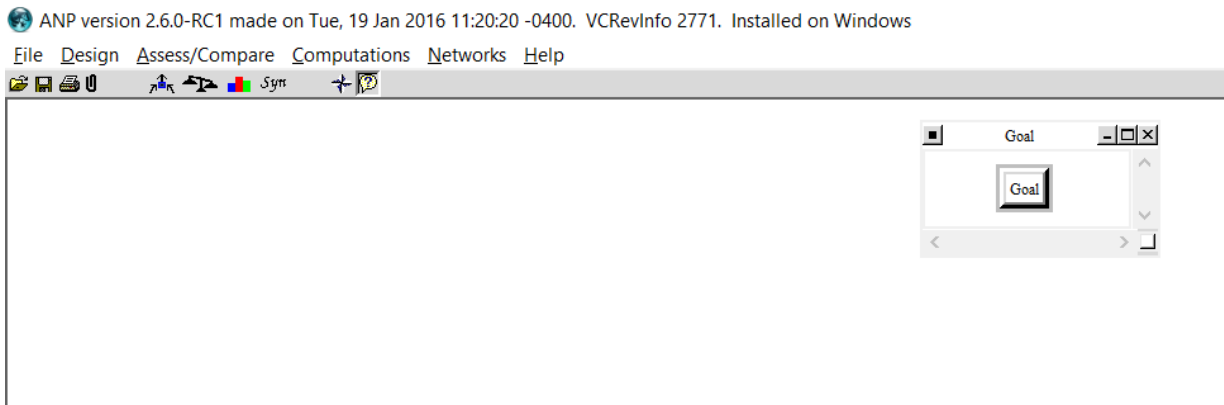 ANP version 2.6.0-RC1 made on Tue, 19 Jan 2016 11:20:20 -0400.  VCRevInfo 2771.  Installed on Windows
File Design Assess/Compare Computations Networks Help
Syn
Goal
Goal